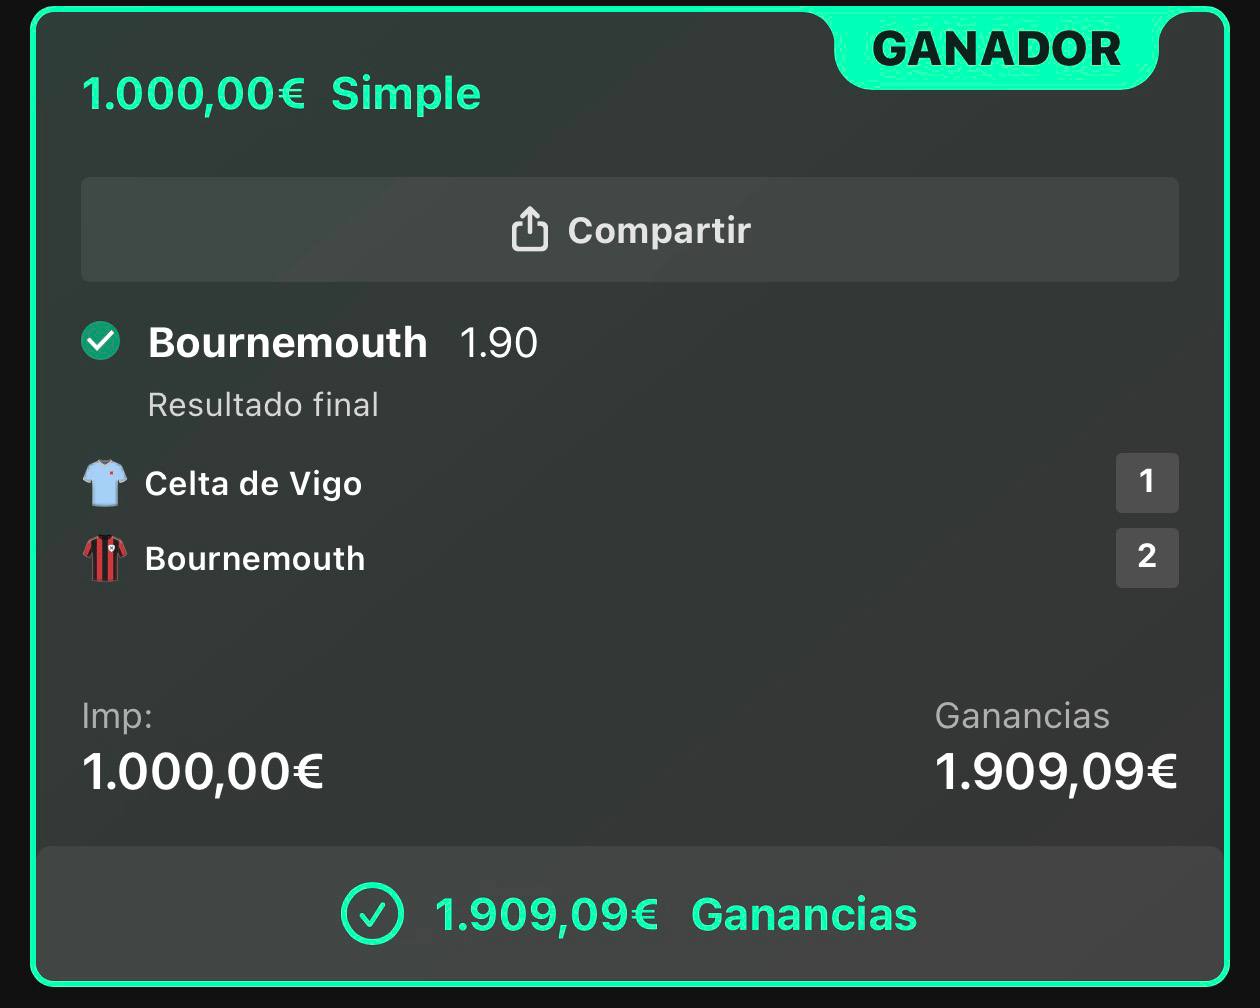 GANADOR
1.000,00€ Simple
Compartir
Bournemouth 1.90
Resultado final
Celta de Vigo 1
Bournemouth 2
Imp: Ganancias
1.000,00€ 1.909,09€
1.909,09€ Ganancias